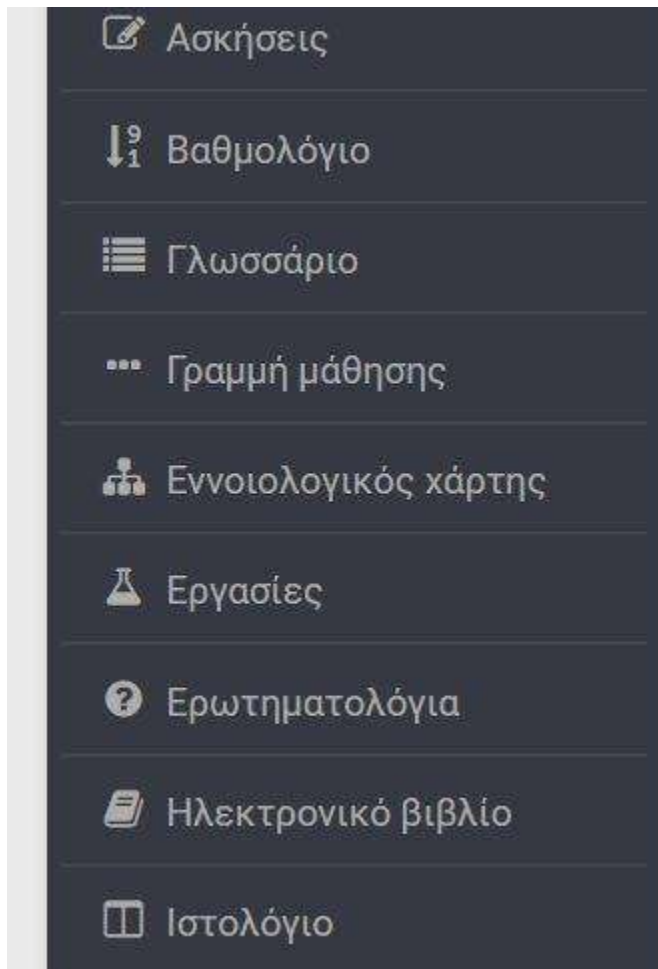 Ασκήσεις
Βαθμολόγιο
Γλωσσάριο
Γραμμή μάθησης
Εννοιολογικός χάρτης
Εργασίες
Ερωτηματολόγια
Ηλεκτρονικό βιβλίο
Ιστολόγιο